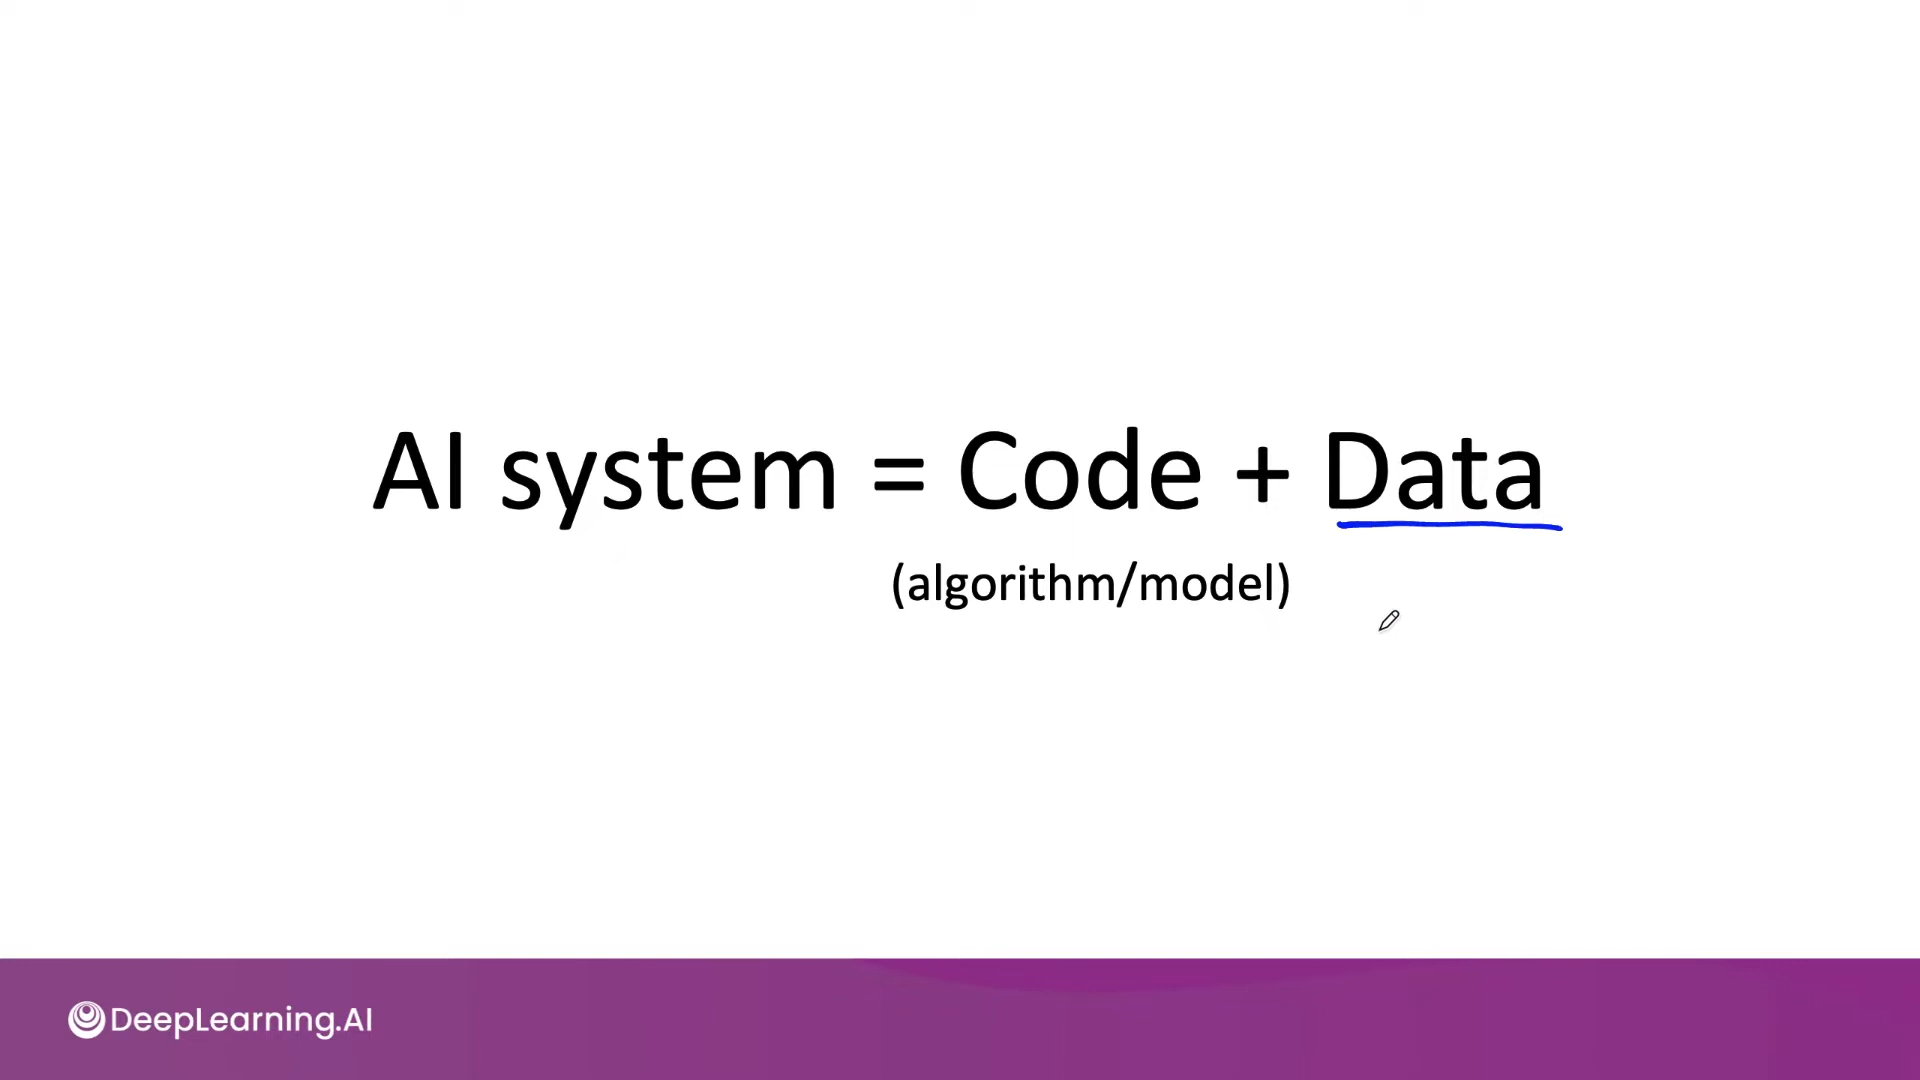 AI system = Code + Data
(algorithm/model)
DeepLearning.AI